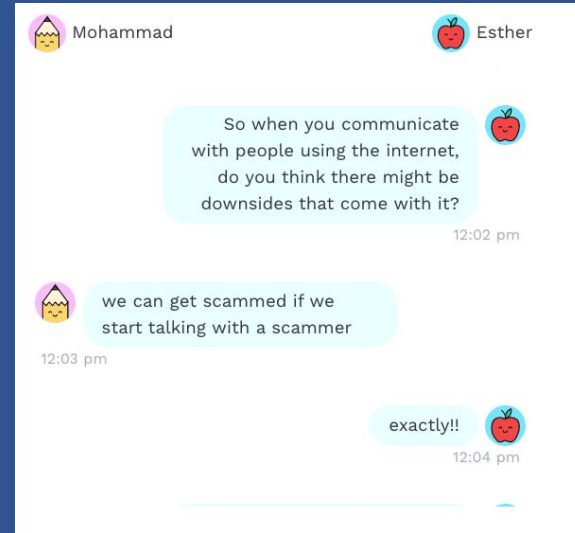 Mohammad
Esther
So when you communicate
with people using the internet,
do you think there might be
downsides that come with it?
12:02 pm
we can get scammed if we
start talking with a scammer
12:03 pm
exactly!!
12:04 pm